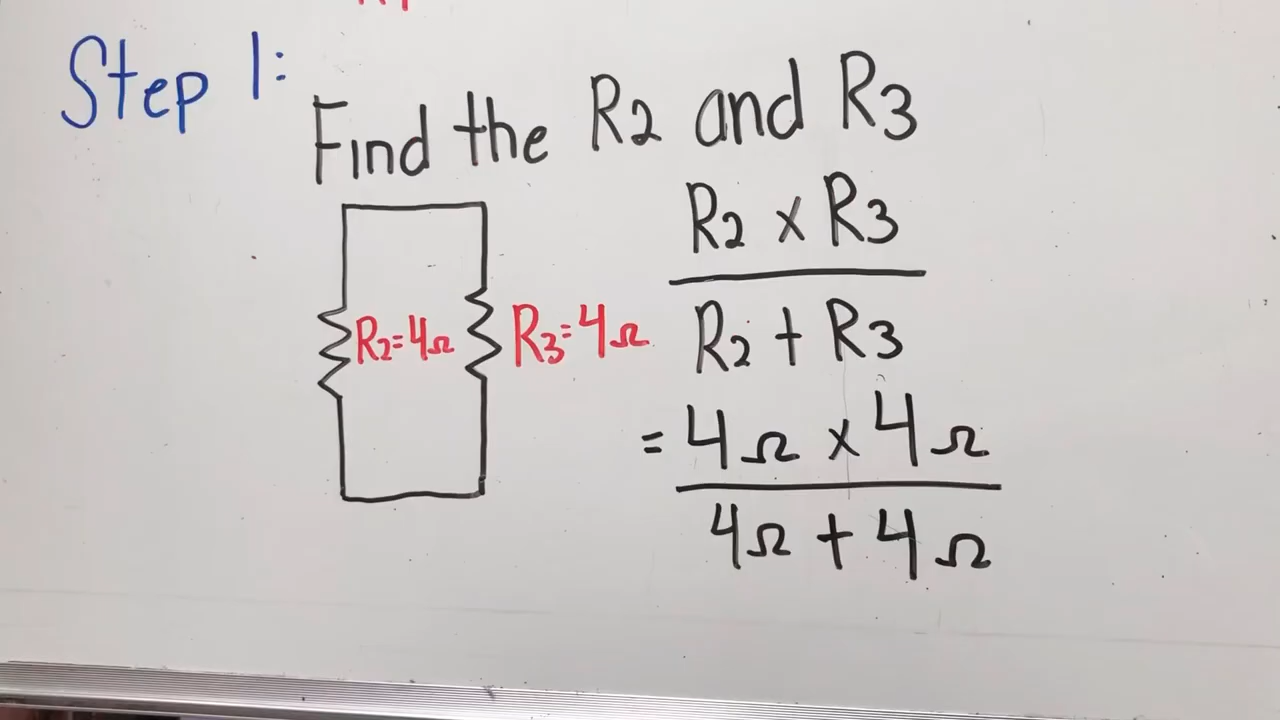 Step 1:
Find the R2 and R3
R2 x R3
R2 + R3
R2=4Ω
R3=4Ω
= 4Ω x 4Ω
4Ω + 4Ω